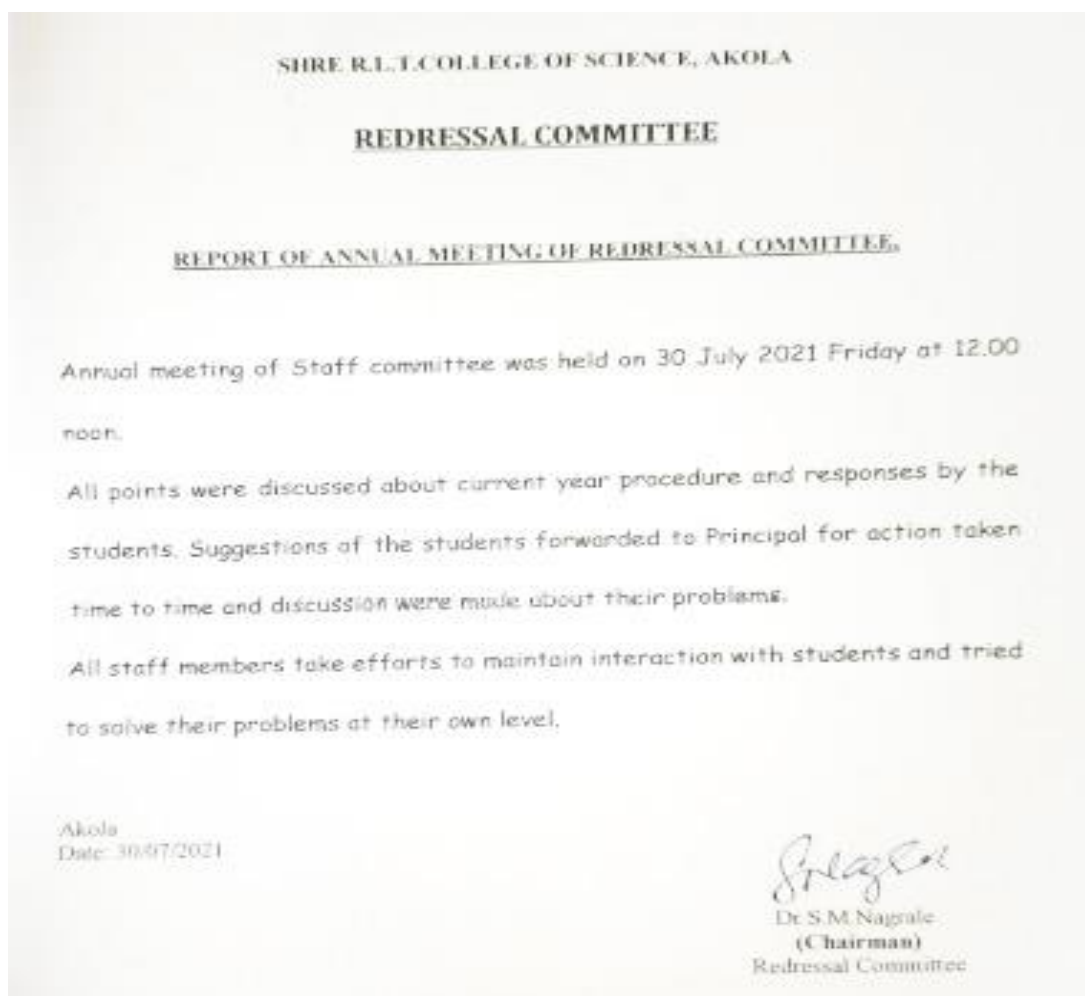 SHRE R.L.T.COLLEGE OF SCIENCE, AKOLA
REDRESSAL COMMITTEE
REPORT OF ANNUAL MEETING OF REDRESSAL COMMITTEE.
Annual meeting of Staff committee was held on 30 July 2021 Friday at 12.00
noon.
All points were discussed about current year procedure and responses by the
students. Suggestions of the students forwarded to Principal for action taken
time to time and discussion were made about their problems.
All staff members take efforts to maintain interaction with students and tried
to solve their problems at their own level.
Akola
Date: 30/07/2021
Dr S.M.Nagrale
(Chairman)
Redressal Committee